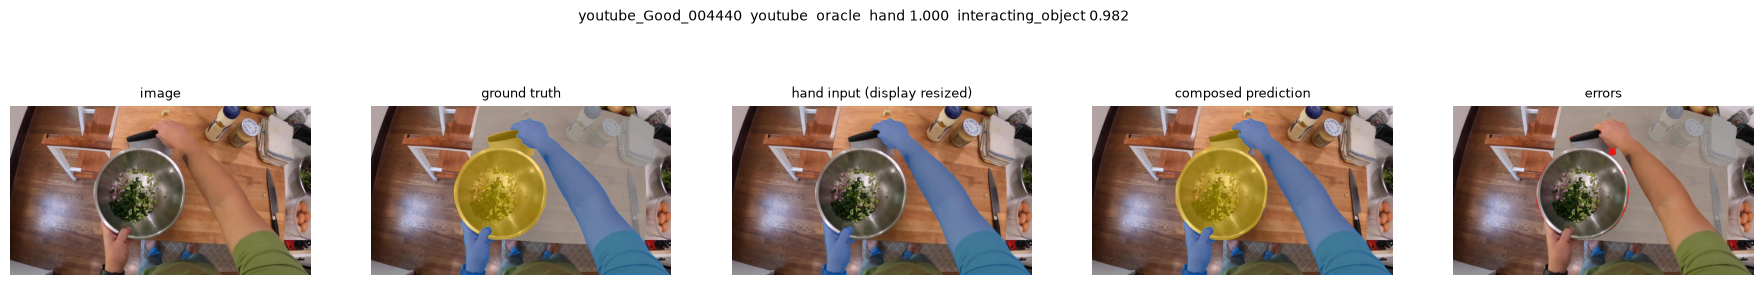 youtube_Good_004440  youtube  oracle  hand 1.000  interacting_object 0.982
image
ground truth
hand input (display resized)
composed prediction
errors